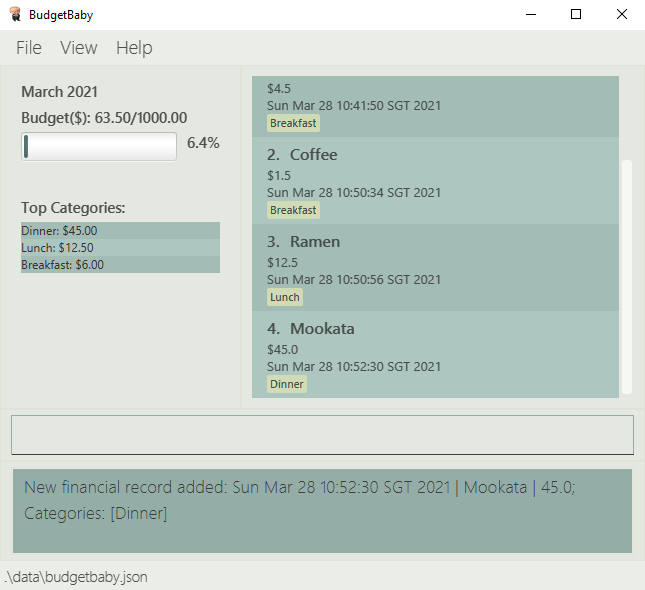 BudgetBaby
File View Help
March 2021
Budget($): 63.50/1000.00
6.4%
Top Categories:
Dinner: $45.00
Lunch: $12.50
Breakfast: $6.00
$4.5
Sun Mar 28 10:41:50 SGT 2021
Breakfast
2. Coffee
$1.5
Sun Mar 28 10:50:34 SGT 2021
Breakfast
3. Ramen
$12.5
Sun Mar 28 10:50:56 SGT 2021
Lunch
4. Mookata
$45.0
Sun Mar 28 10:52:30 SGT 2021
Dinner
New financial record added: Sun Mar 28 10:52:30 SGT 2021 | Mookata | 45.0;
Categories: [Dinner]
.\data\budgetbaby.json